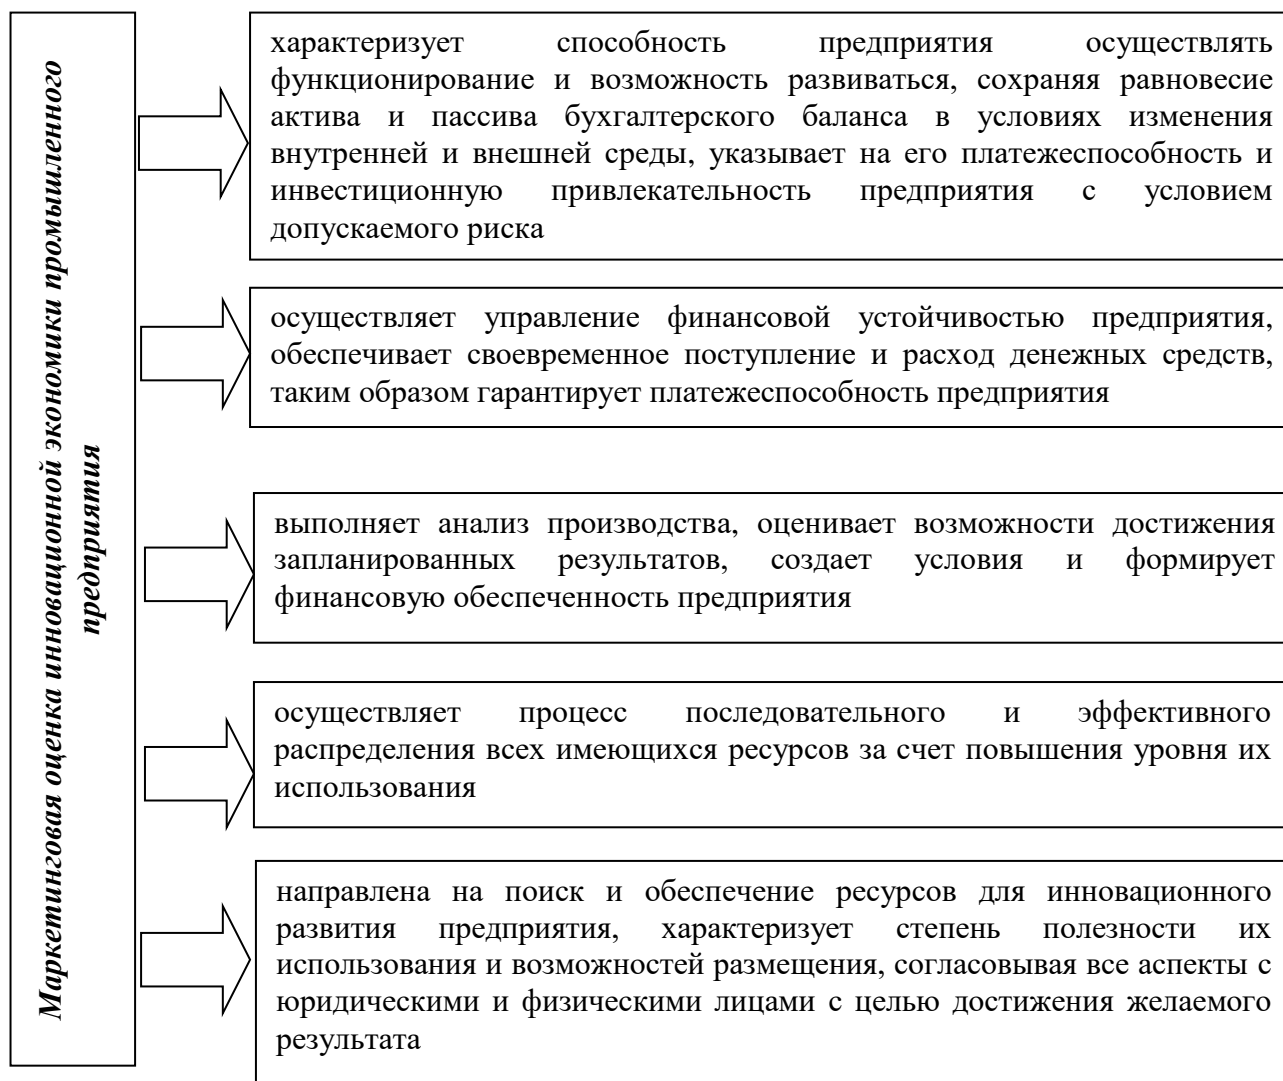 Маркетинговая оценка инновационной экономики промышленного
предприятия
характеризует способность предприятия осуществлять
функционирование и возможность развиваться, сохраняя равновесие
актива и пассива бухгалтерского баланса в условиях изменения
внутренней и внешней среды, указывает на его платежеспособность и
инвестиционную привлекательность предприятия с условием
допускаемого риска
осуществляет управление финансовой устойчивостью предприятия,
обеспечивает своевременное поступление и расход денежных средств,
таким образом гарантирует платежеспособность предприятия
выполняет анализ производства, оценивает возможности достижения
запланированных результатов, создает условия и формирует
финансовую обеспеченность предприятия
осуществляет процесс последовательного и эффективного
распределения всех имеющихся ресурсов за счет повышения уровня их
использования
направлена на поиск и обеспечение ресурсов для инновационного
развития предприятия, характеризует степень полезности их
использования и возможностей размещения, согласовывая все аспекты с
юридическими и физическими лицами с целью достижения желаемого
результата